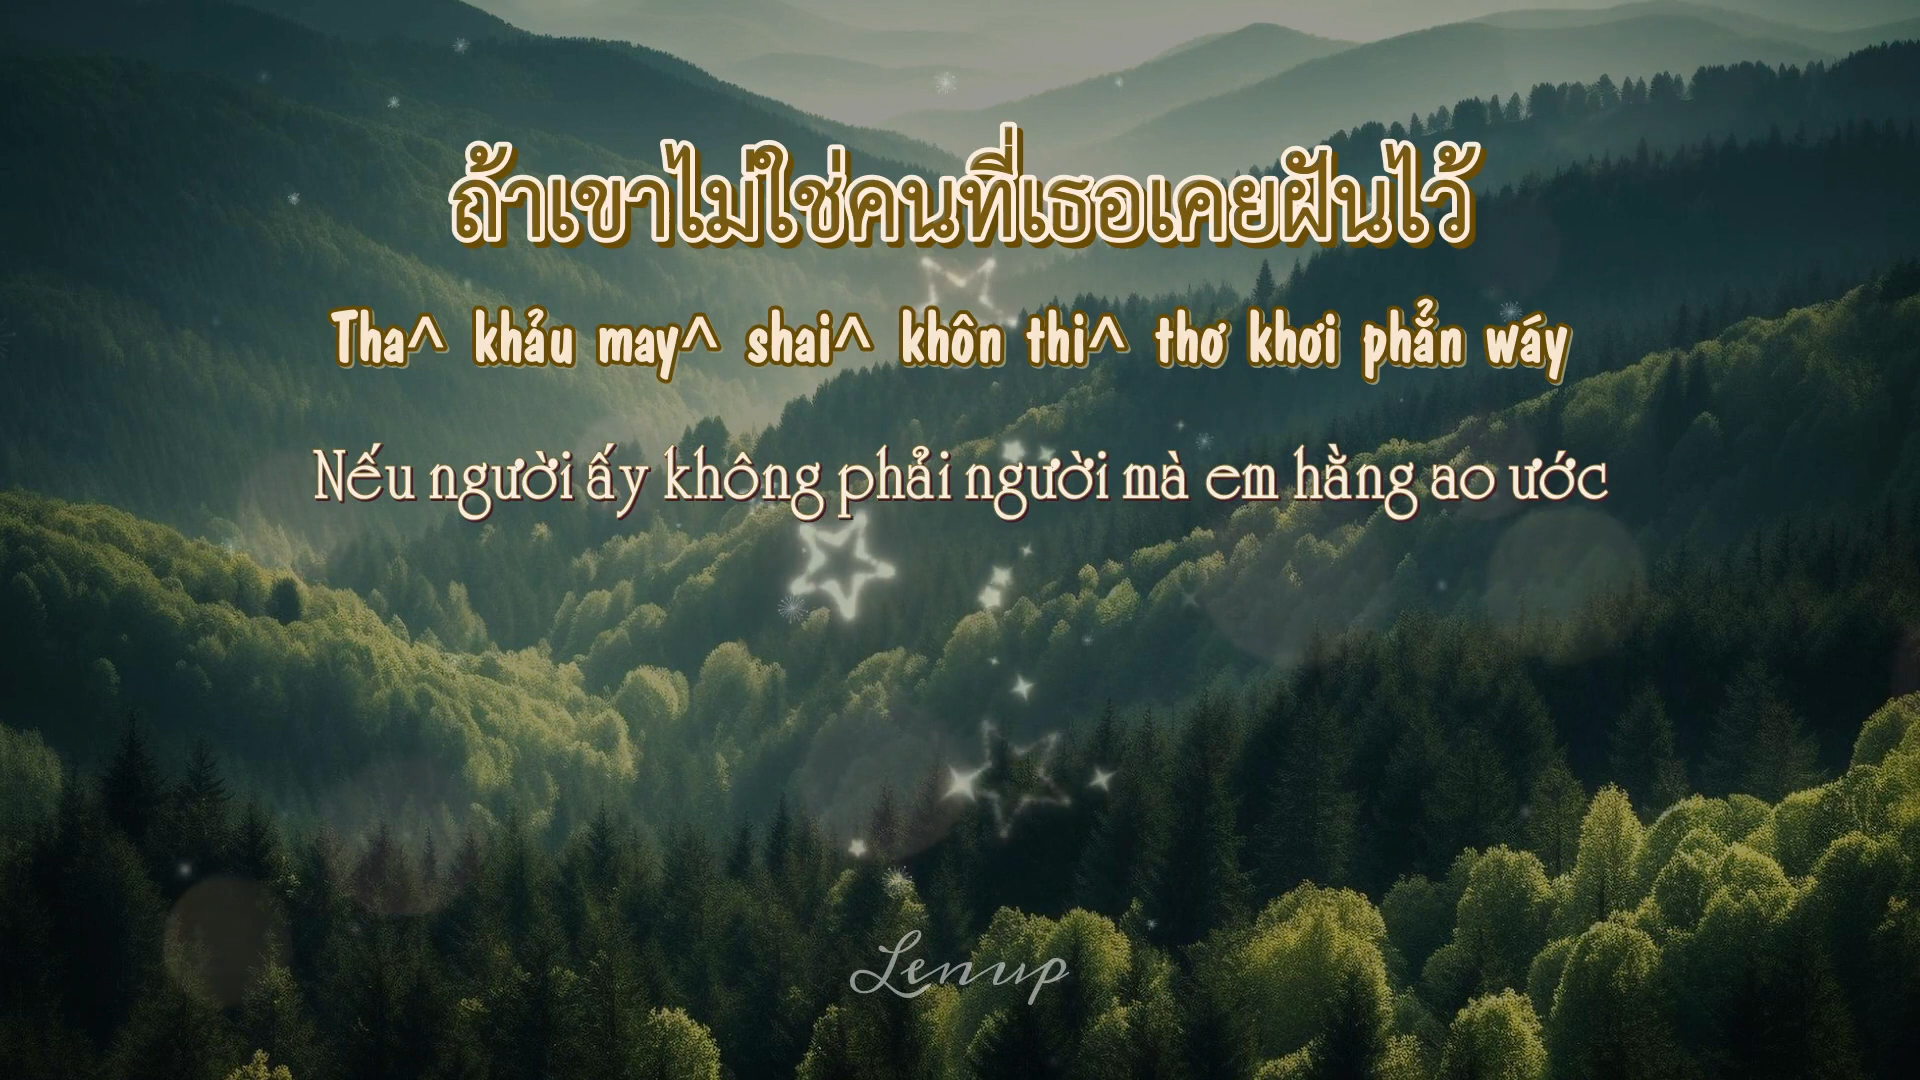 ถ้าเขาไม่ใช่คนที่เธอเคยฝันไว้
Tha^ khảu may^ shai^ khôn thi^ thơ khơi phẳn wáy
Nếu người ấy không phải người mà em hằng ao ước
Lenup